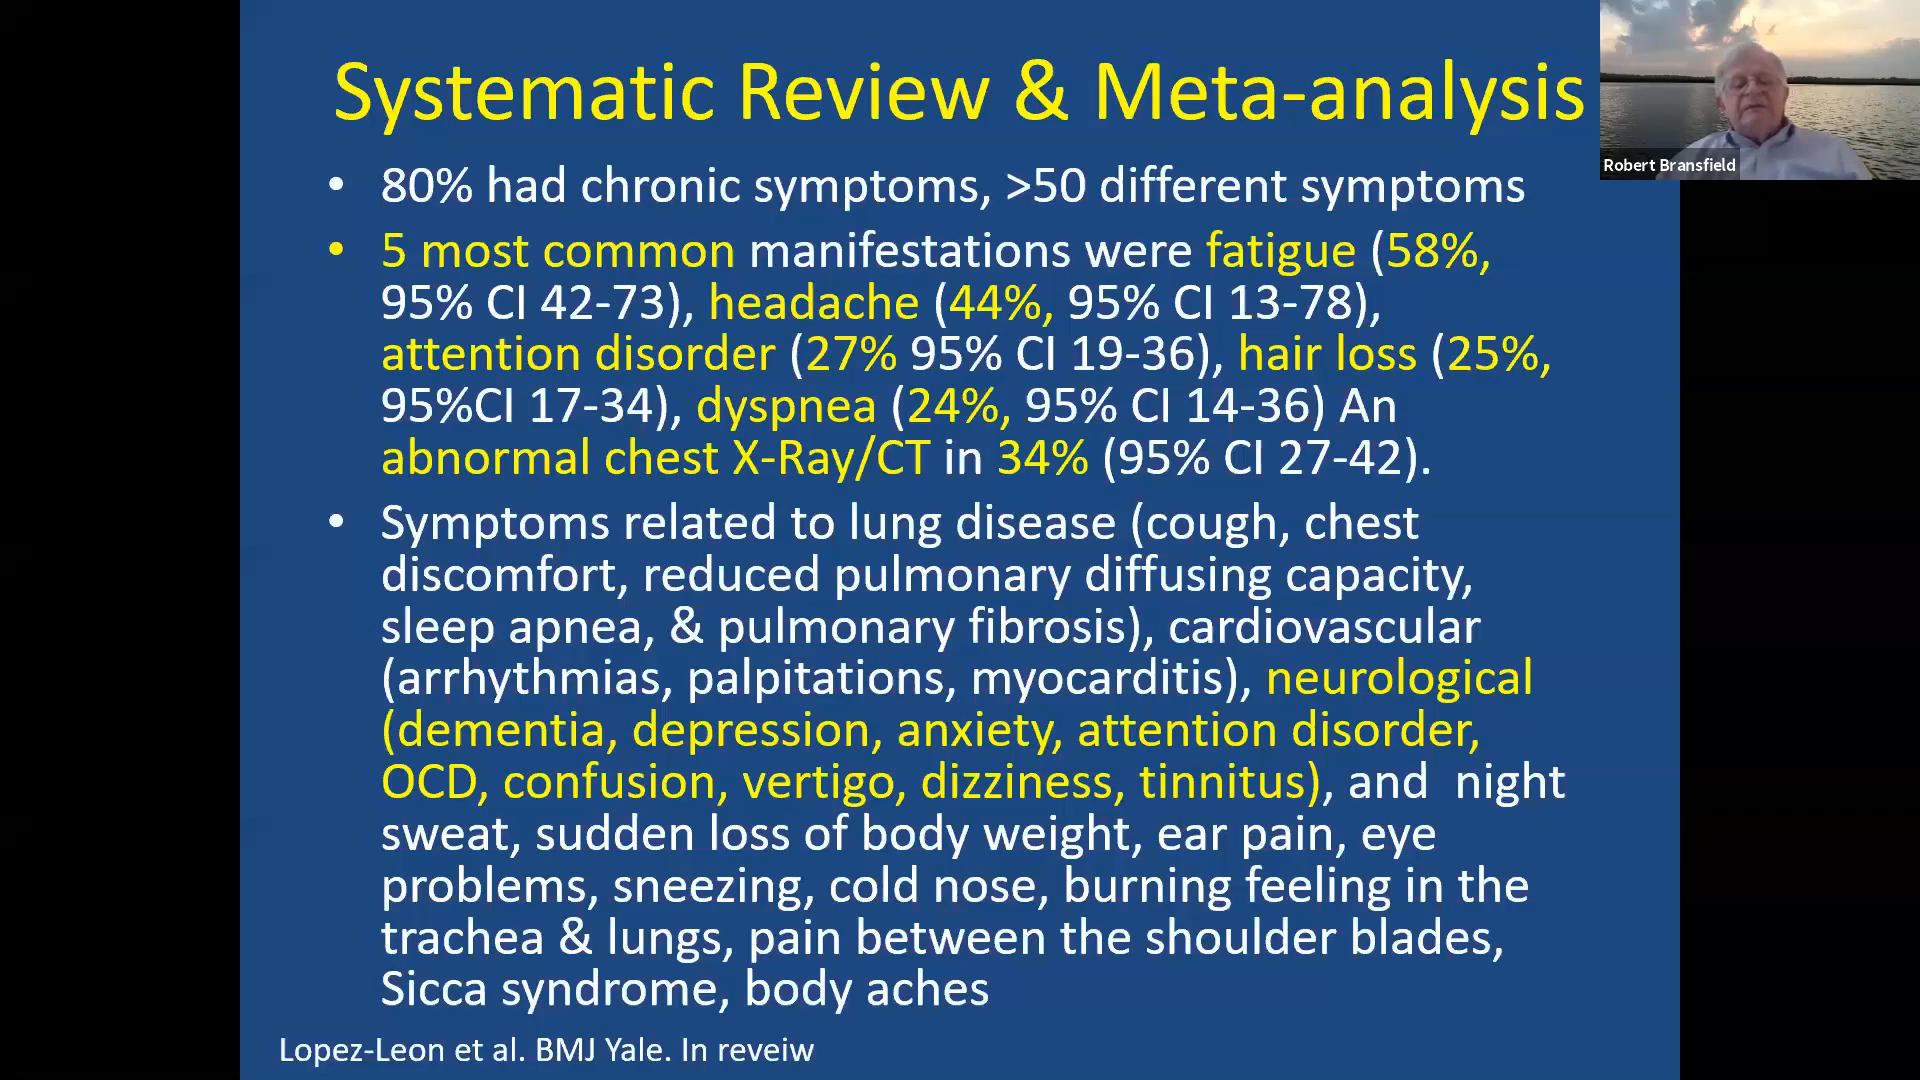 Systematic Review & Meta-analysis
Robert Bransfield
• 80% had chronic symptoms, >50 different symptoms
• 5 most common manifestations were fatigue (58%,
95% CI 42-73), headache (44%, 95% CI 13-78),
attention disorder (27% 95% CI 19-36), hair loss (25%,
95%CI 17-34), dyspnea (24%, 95% CI 14-36) An
abnormal chest X-Ray/CT in 34% (95% CI 27-42).
• Symptoms related to lung disease (cough, chest
discomfort, reduced pulmonary diffusing capacity,
sleep apnea, & pulmonary fibrosis), cardiovascular
(arrhythmias, palpitations, myocarditis), neurological
(dementia, depression, anxiety, attention disorder,
OCD, confusion, vertigo, dizziness, tinnitus), and  night
sweat, sudden loss of body weight, ear pain, eye
problems, sneezing, cold nose, burning feeling in the
trachea & lungs, pain between the shoulder blades,
Sicca syndrome, body aches
Lopez-Leon et al. BMJ Yale. In reveiw